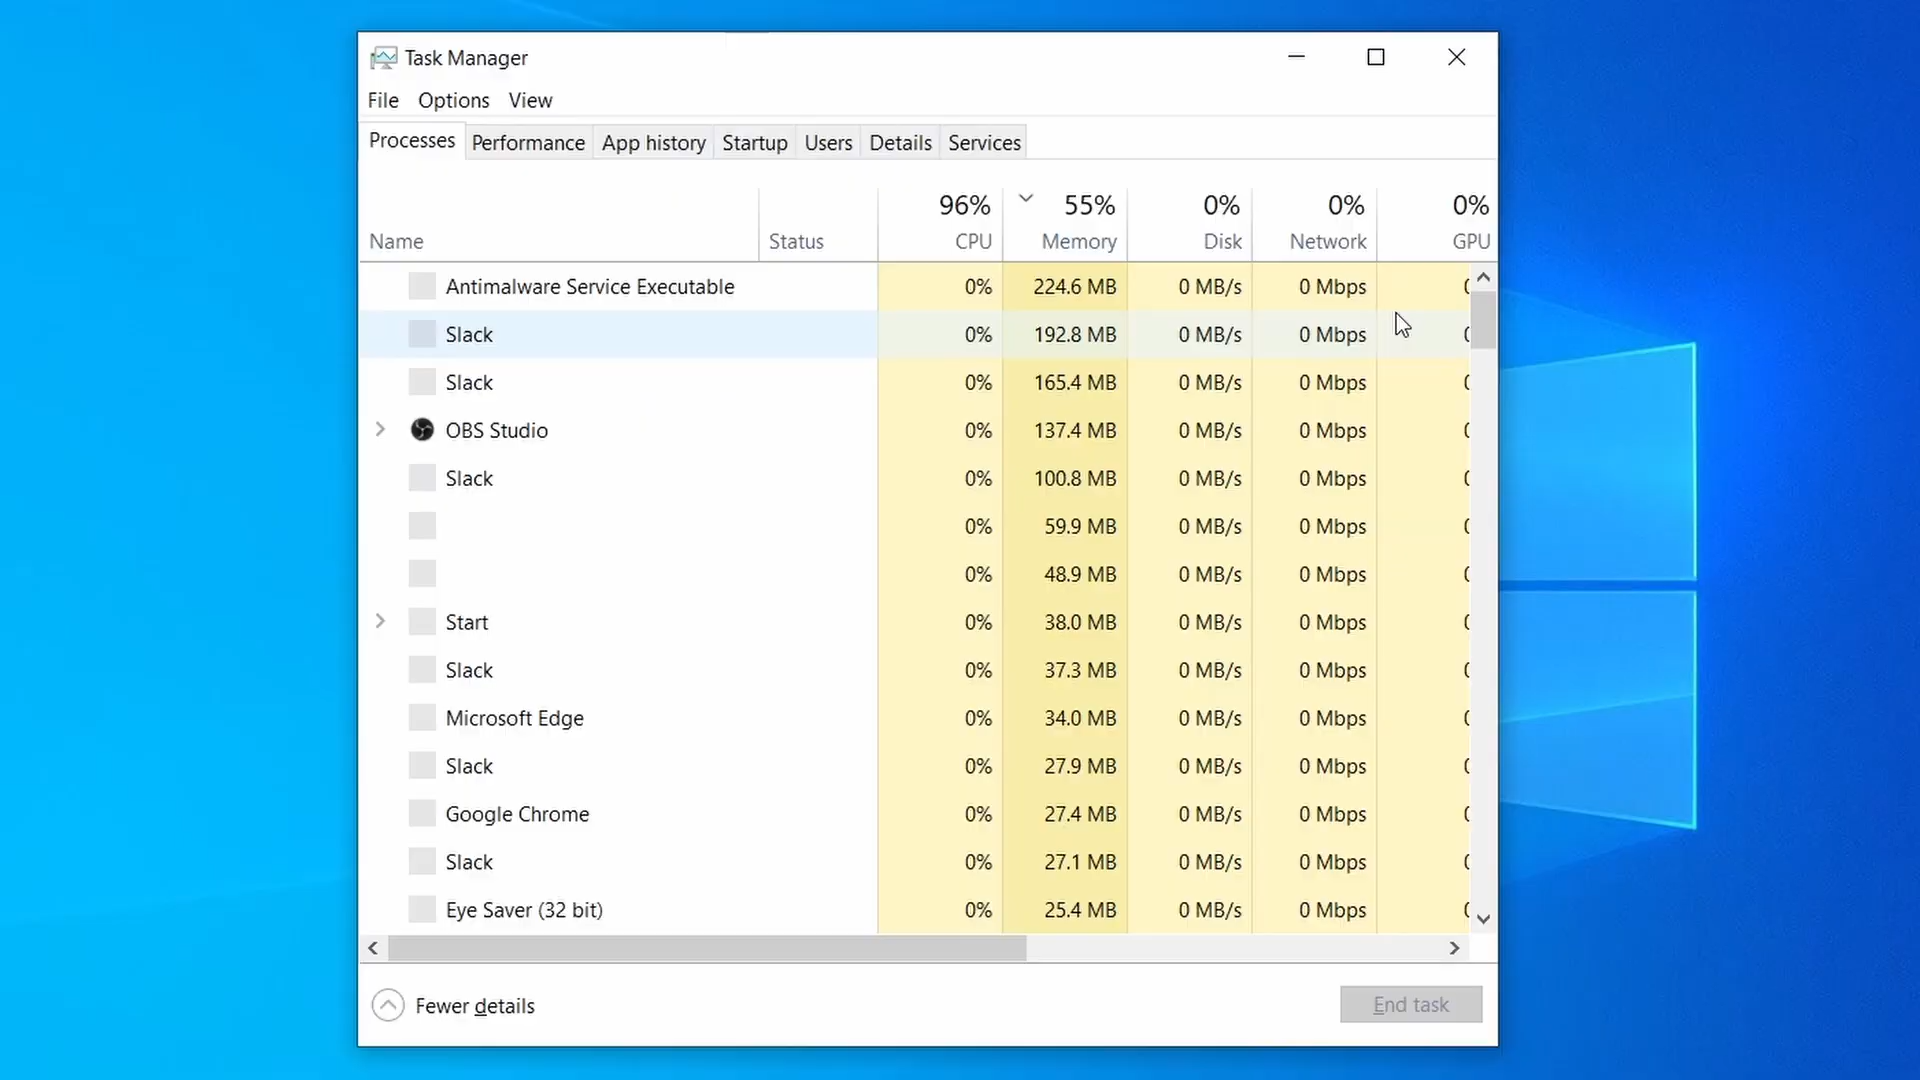 Task Manager
File Options View
Processes Performance App history Startup Users Details Services
96% 55% 0% 0% 0%
Name Status CPU Memory Disk Network GPU
Antimalware Service Executable 0% 224.6 MB 0 MB/s 0 Mbps
Slack 0% 192.8 MB 0 MB/s 0 Mbps
Slack 0% 165.4 MB 0 MB/s 0 Mbps
OBS Studio 0% 137.4 MB 0 MB/s 0 Mbps
Slack 0% 100.8 MB 0 MB/s 0 Mbps
0% 59.9 MB 0 MB/s 0 Mbps
0% 48.9 MB 0 MB/s 0 Mbps
Start 0% 38.0 MB 0 MB/s 0 Mbps
Slack 0% 37.3 MB 0 MB/s 0 Mbps
Microsoft Edge 0% 34.0 MB 0 MB/s 0 Mbps
Slack 0% 27.9 MB 0 MB/s 0 Mbps
Google Chrome 0% 27.4 MB 0 MB/s 0 Mbps
Slack 0% 27.1 MB 0 MB/s 0 Mbps
Eye Saver (32 bit) 0% 25.4 MB 0 MB/s 0 Mbps
Fewer details
End task